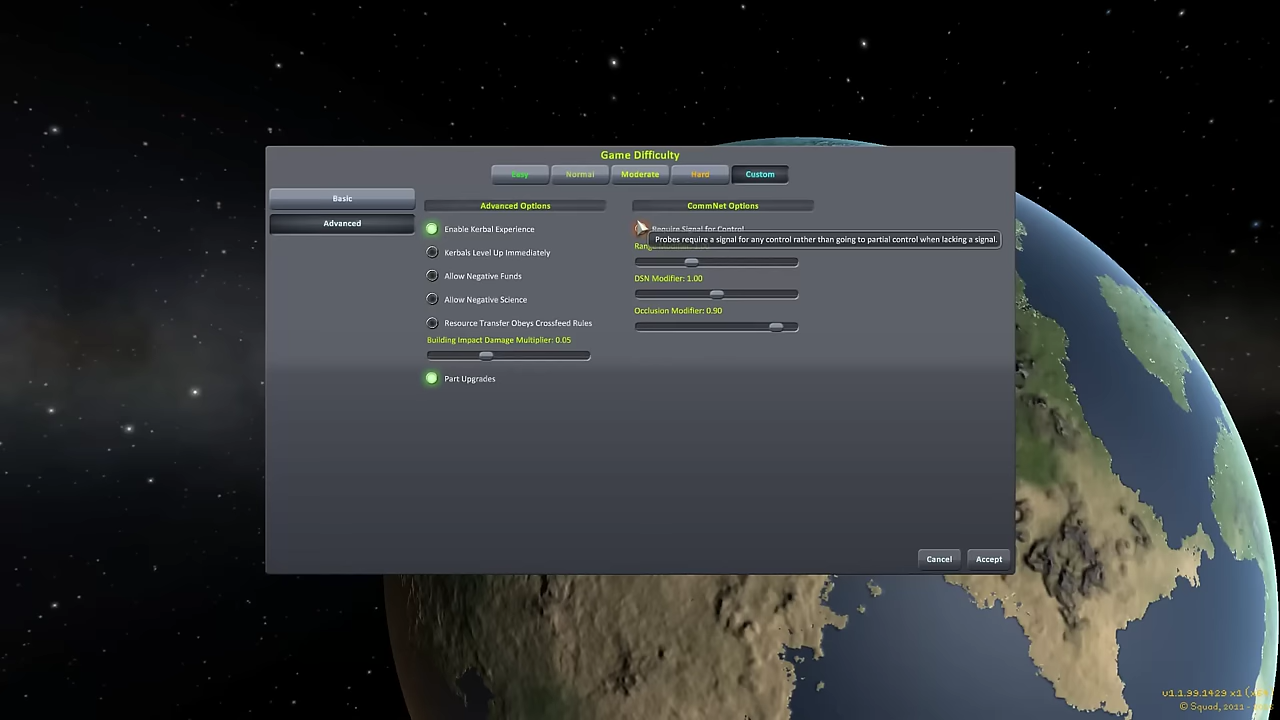 Game Difficulty
Easy Normal Moderate Hard Custom
Basic
Advanced
Advanced Options
Enable Kerbal Experience
Kerbals Level Up Immediately
Allow Negative Funds
Allow Negative Science
Resource Transfer Obeys Crossfeed Rules
Building Impact Damage Multiplier: 0.05
Part Upgrades
CommNet Options
Require Signal for Control
Probes require a signal for any control rather than going to partial control when lacking a signal.
DSN Modifier: 1.00
Occlusion Modifier: 0.90
Cancel Accept
v1.1.99.1429 x1
© Squad, 2011 -